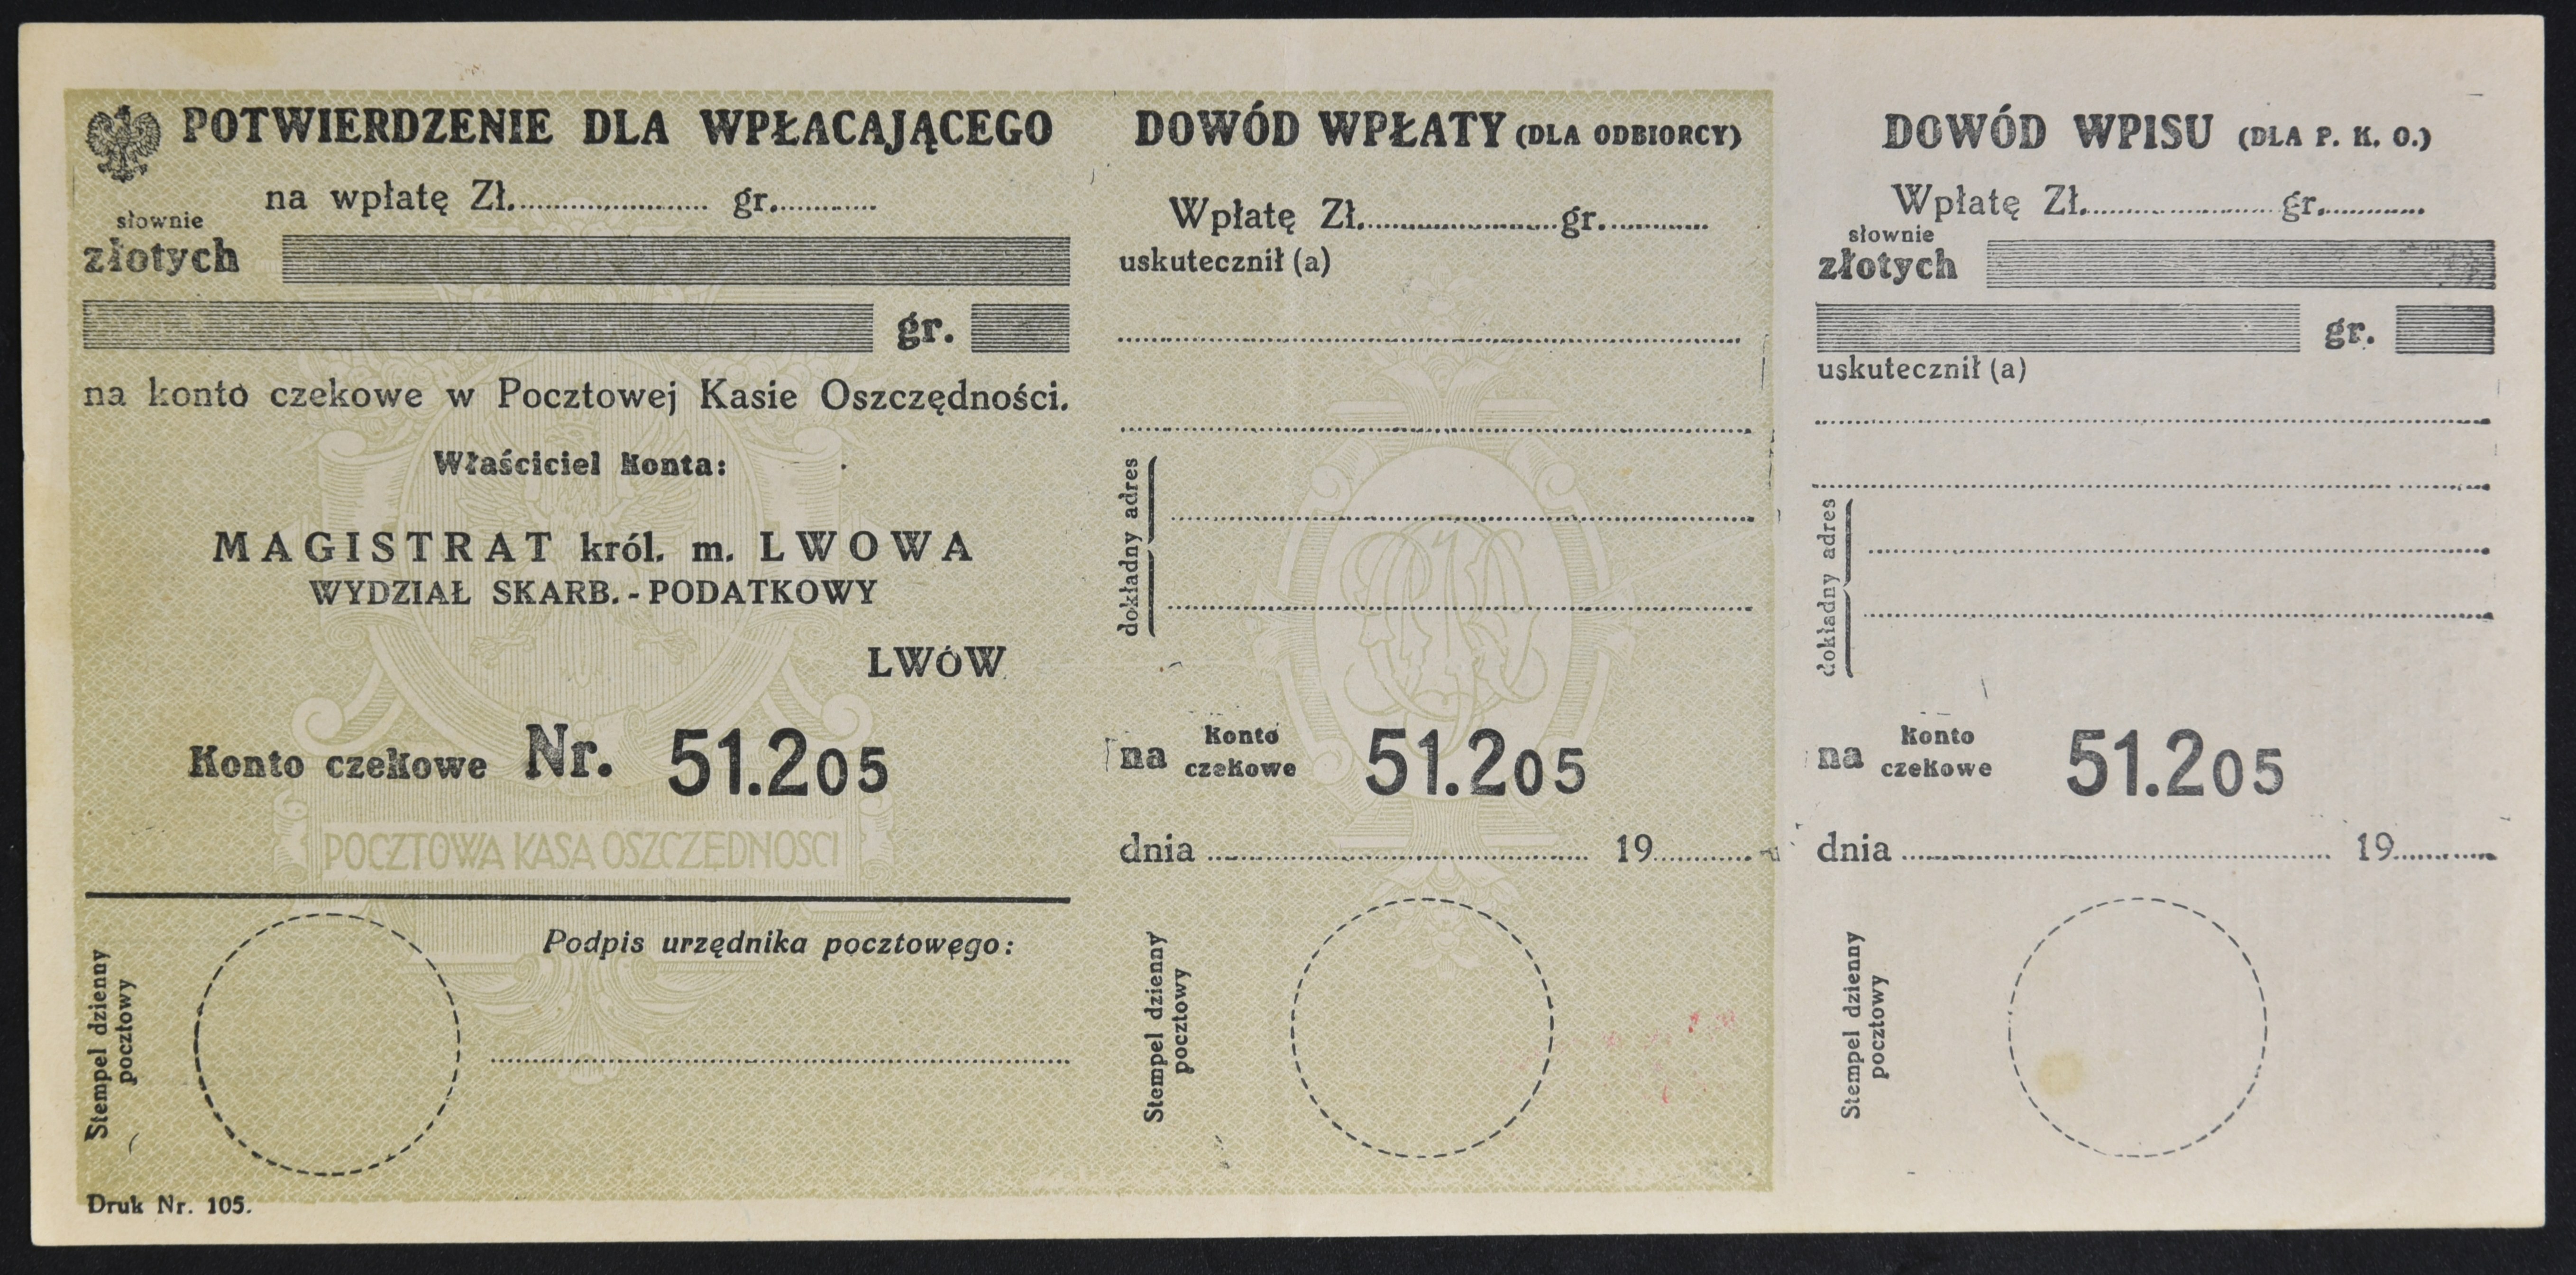 POTWIERDZENIE DLA WPŁACAJĄCEGO
na wpłatę Zł........................ gr.............
słownie
złotych
gr.
na konto czekowe w Pocztowej Kasie Oszczędności.
Właściciel konta:
MAGISTRAT król. m. LWOWA
WYDZIAŁ SKARB.-PODATKOWY
LWÓW
Konto czekowe Nr. 51.205
POCZTOWA KASA OSZCZĘDNOŚCI
Stempel dzienny
pocztowy
Podpis urzędnika pocztowego:
Druk Nr. 105.
DOWÓD WPŁATY (DLA ODBIORCY)
Wpłatę Zł........................gr.............
uskutecznił (a)
dokładny adres
na konto
czekowe 51.205
dnia ........................ 19............
Stempel dzienny
pocztowy
DOWÓD WPISU (DLA P. K. O.)
Wpłatę Zł........................gr.............
słownie
złotych
gr.
uskutecznił (a)
dokładny adres
na konto
czekowe 51.205
dnia ........................ 19............
Stempel dzienny
pocztowy